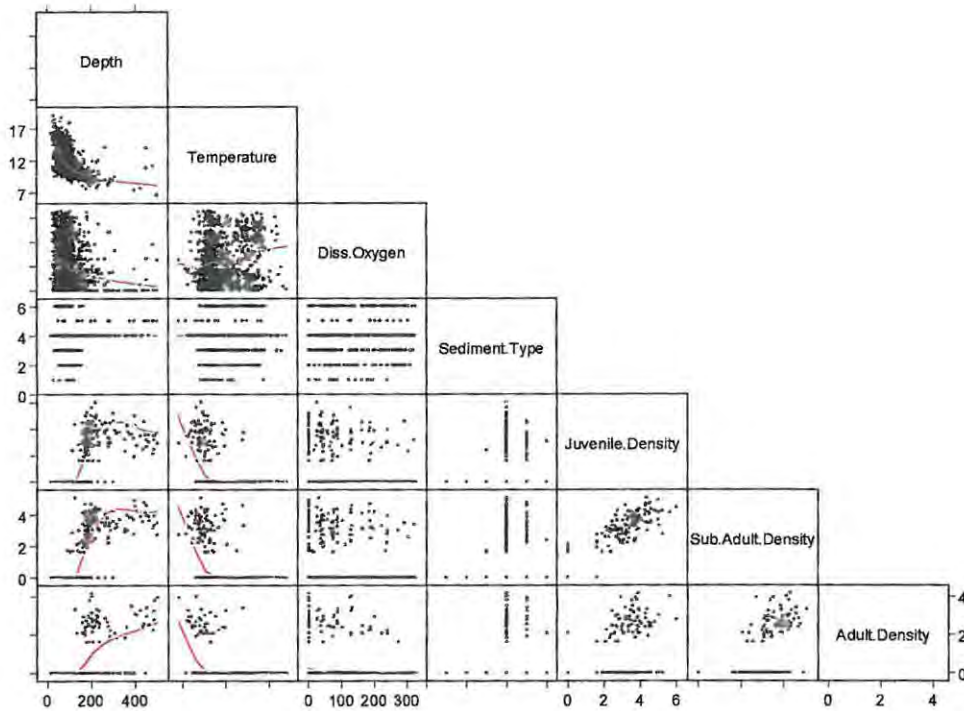 Depth
17
12
7
Temperature
Diss.Oxygen
6
4
2
0
Sediment.Type
Juvenile.Density
4
2
0
Sub.Adult.Density
Adult.Density
4
2
0
0 200 400
0 100 200 300
0 2 4 6
0 2 4